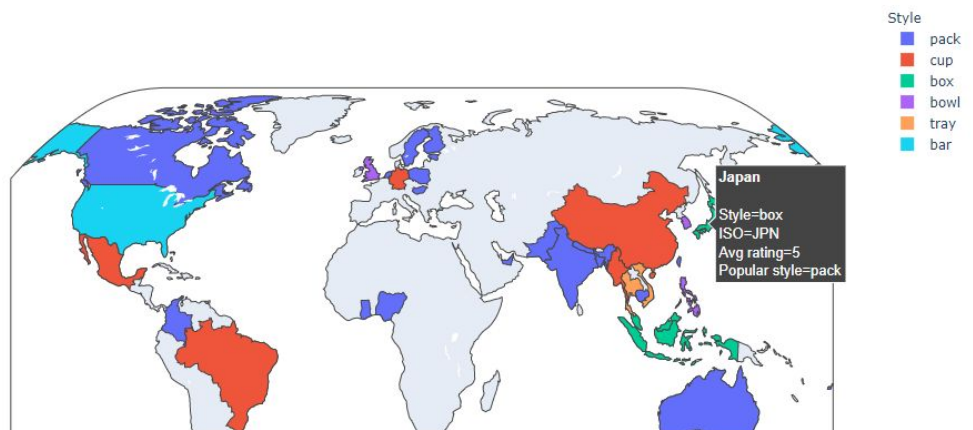 Style
pack
cup
box
bowl
tray
bar
Japan
Style=box
ISO=JPN
Avg rating=5
Popular style=pack